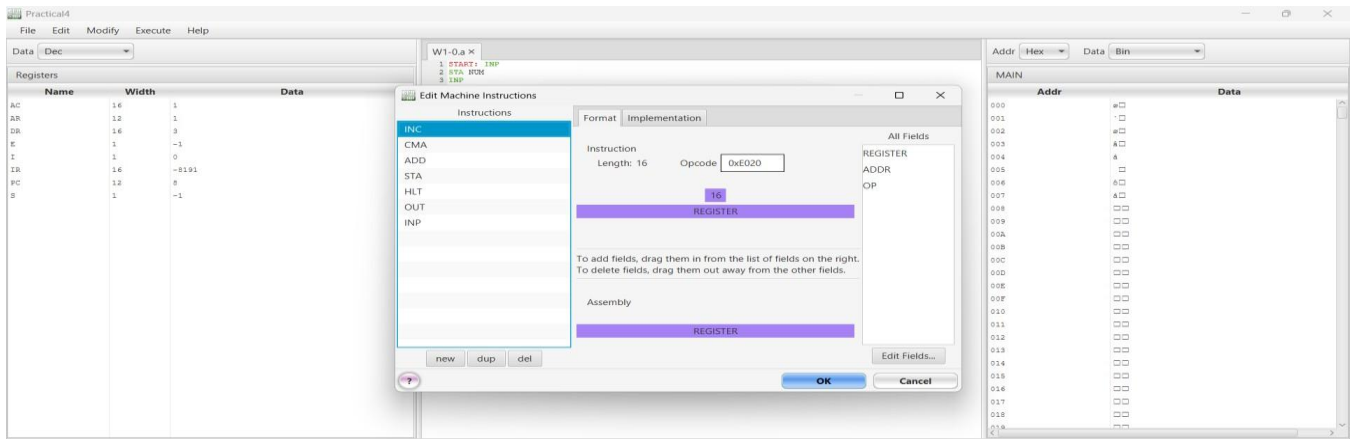 Practical4
File Edit Modify Execute Help
Data Dec
W1-0.a ×
Addr Hex Data Bin
Registers
Name Width Data
AC 16 1
AR 12 1
DR 16 3
E 1 -1
I 1 0
IR 16 -8191
PC 12 8
S 1 -1
1 START: INP
2 STA NUM
3 INP
Edit Machine Instructions
Instructions
INC
CMA
ADD
STA
HLT
OUT
INP
new dup del
Format Implementation
Instruction
Length: 16 Opcode 0xE020
16
REGISTER
To add fields, drag them in from the list of fields on the right.
To delete fields, drag them out away from the other fields.
Assembly
REGISTER
All Fields
REGISTER
ADDR
OP
Edit Fields...
?
OK Cancel
MAIN
Addr Data
000
001
002
003
004
005
006
007
008
009
00A
00B
00C
00D
00E
00F
010
011
012
013
014
015
016
017
018